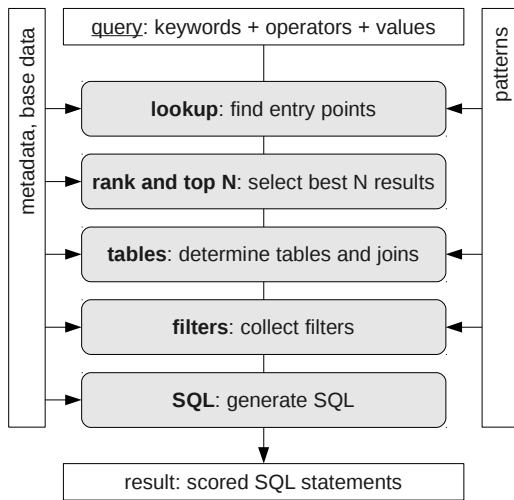 query: keywords + operators + values
metadata, base data
patterns
lookup: find entry points
rank and top N: select best N results
tables: determine tables and joins
filters: collect filters
SQL: generate SQL
result: scored SQL statements